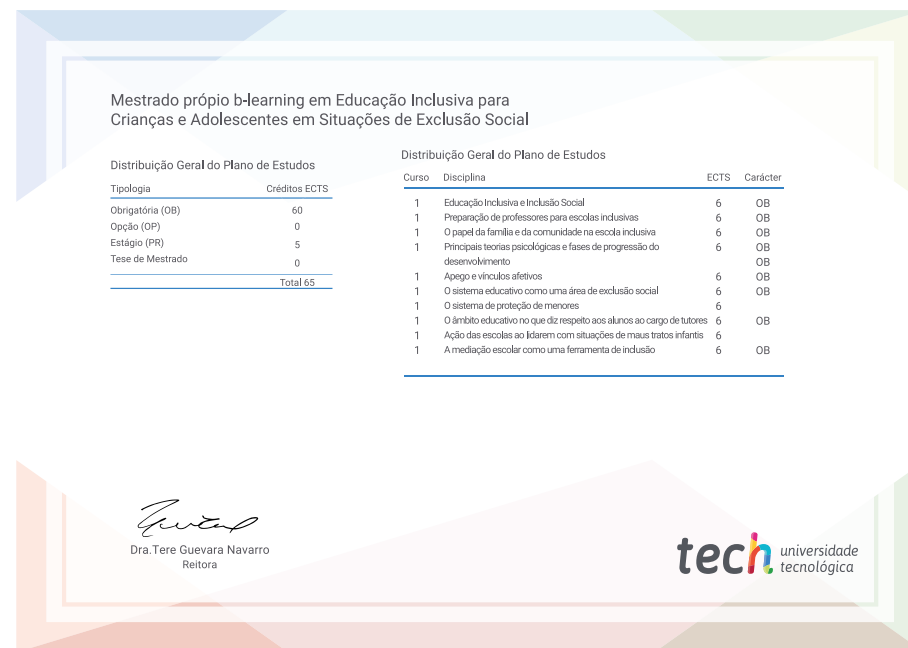 Mestrado própio b-learning em Educação Inclusiva para
Crianças e Adolescentes em Situações de Exclusão Social
Distribuição Geral do Plano de Estudos
Tipologia Créditos ECTS
Obrigatória (OB) 60
Opção (OP) 0
Estágio (PR) 5
Tese de Mestrado 0
Total 65
Distribuição Geral do Plano de Estudos
Curso Disciplina ECTS Carácter
1 Educação Inclusiva e Inclusão Social 6 OB
1 Preparação de professores para escolas inclusivas 6 OB
1 O papel da família e da comunidade na escola inclusiva 6 OB
1 Principais teorias psicológicas e fases de progressão do 6 OB
desenvolvimento OB
1 Apego e vínculos afetivos 6 OB
1 O sistema educativo como uma área de exclusão social 6 OB
1 O sistema de proteção de menores 6
1 O âmbito educativo no que diz respeito aos alunos ao cargo de tutores 6 OB
1 Ação das escolas ao lidarem com situações de maus tratos infantis 6
1 A mediação escolar como uma ferramenta de inclusão 6 OB
Dra.Tere Guevara Navarro
Reitora
tech universidade
tecnológica